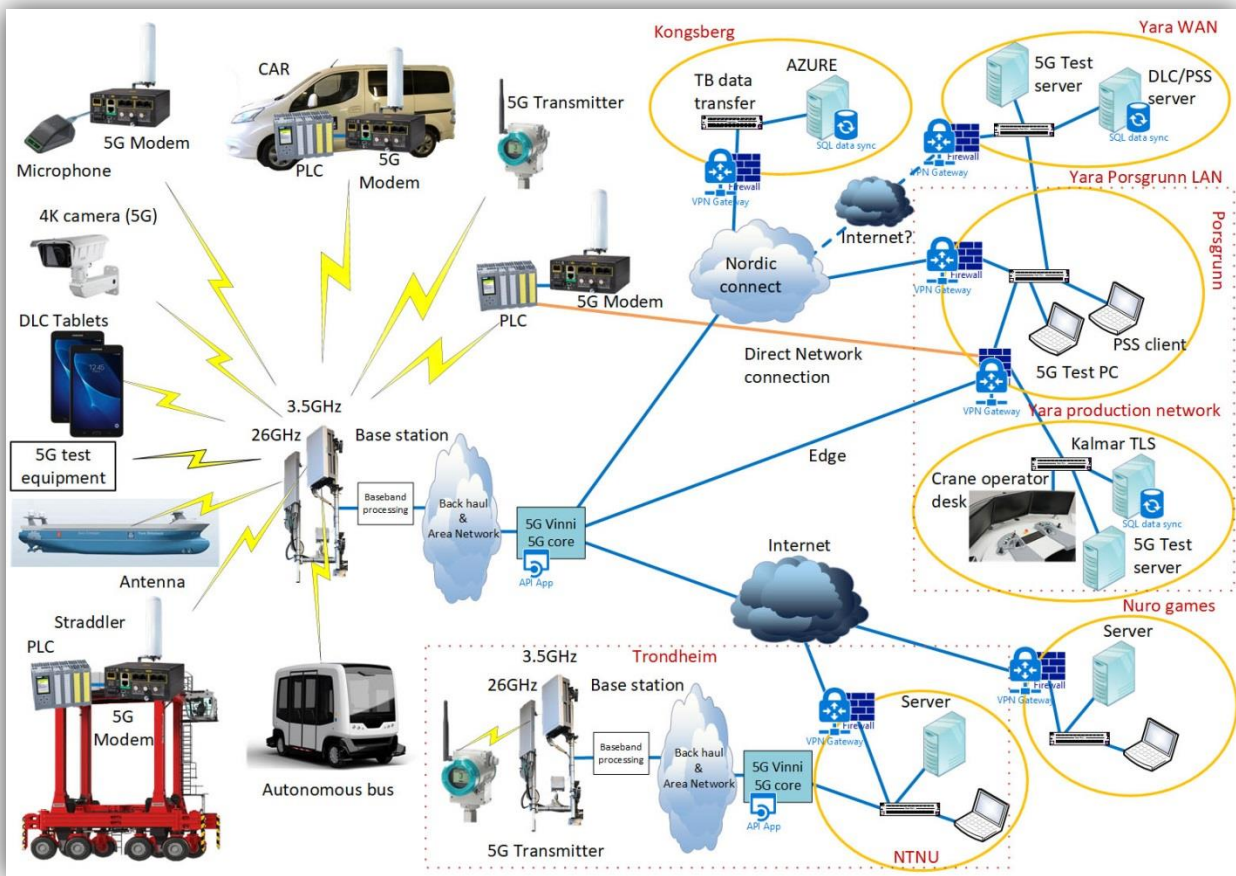 Kongsberg
Yara WAN
CAR
AZURE
TB data
transfer
5G Test
server
DLC/PSS
server
5G Transmitter
5G Modem
PLC
5G
Modem
SQL data sync
SQL data sync
Microphone
Firewall
VPN Gateway
Firewall
VPN Gateway
Yara Porsgrunn LAN
4K camera (5G)
Internet?
Porsgrunn
Nordic
connect
Firewall
VPN Gateway
5G Modem
PLC
DLC Tablets
PSS client
Direct Network
connection
5G Test PC
VPN Gateway
3.5GHz
26GHz
Base station
Yara production network
5G test
equipment
Edge
Kalmar TLS
Crane operator
desk
Baseband
processing
Back haul
&
Area Network
5G Vinni
5G core
API App
SQL data sync
Internet
5G Test
server
Antenna
Nuro games
Straddler
PLC
Server
3.5GHz
Trondheim
26GHz
Base station
Firewall
VPN Gateway
5G
Modem
Server
Firewall
VPN Gateway
Baseband
processing
Back haul
&
Area Network
5G Vinni
5G core
API App
Autonomous bus
5G Transmitter
NTNU